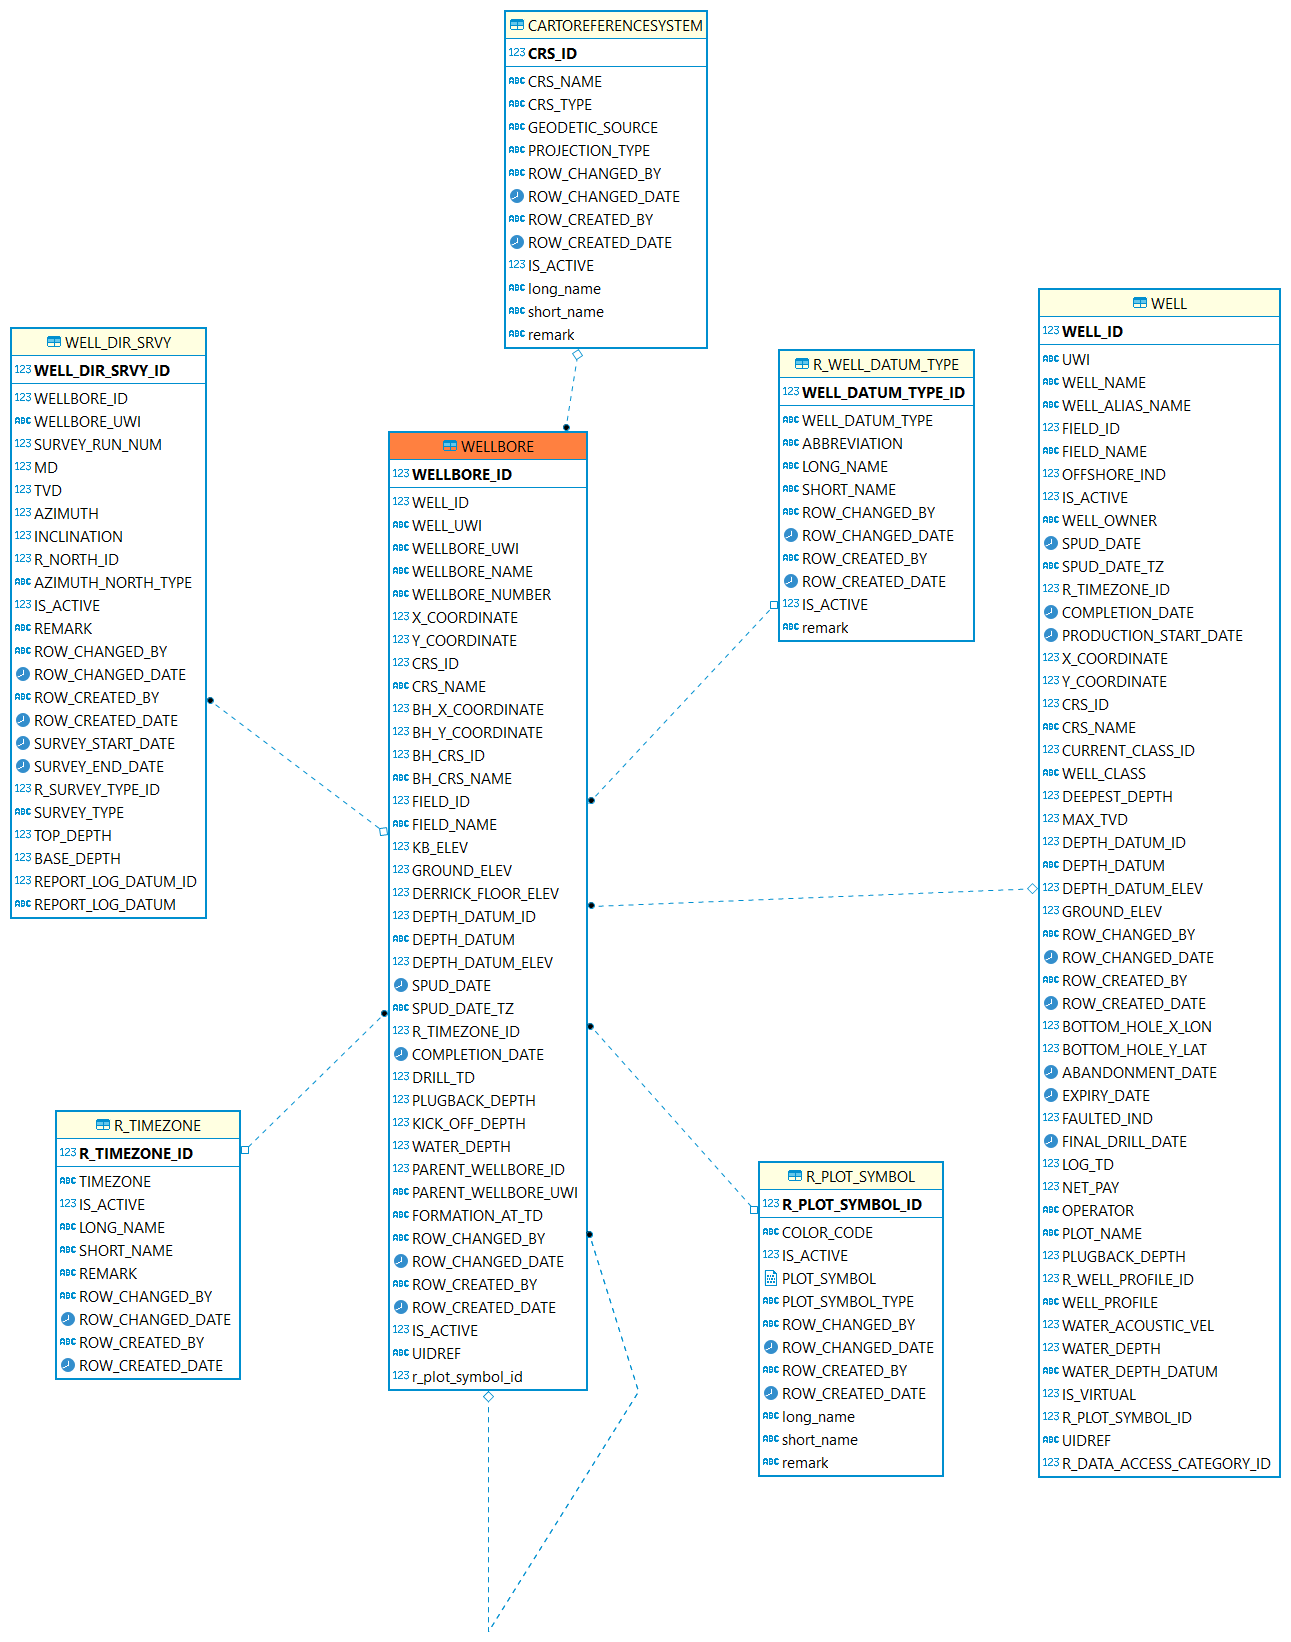 CARTOREFERENCESYSTEM
123 CRS_ID
ABC CRS_NAME
ABC CRS_TYPE
ABC GEODETIC_SOURCE
ABC PROJECTION_TYPE
ABC ROW_CHANGED_BY
ROW_CHANGED_DATE
ABC ROW_CREATED_BY
ROW_CREATED_DATE
123 IS_ACTIVE
ABC long_name
ABC short_name
ABC remark
WELL_DIR_SRVY
123 WELL_DIR_SRVY_ID
123 WELLBORE_ID
ABC WELLBORE_UWI
123 SURVEY_RUN_NUM
123 MD
123 TVD
123 AZIMUTH
123 INCLINATION
123 R_NORTH_ID
ABC AZIMUTH_NORTH_TYPE
123 IS_ACTIVE
ABC REMARK
ABC ROW_CHANGED_BY
ROW_CHANGED_DATE
ABC ROW_CREATED_BY
ROW_CREATED_DATE
SURVEY_START_DATE
SURVEY_END_DATE
123 R_SURVEY_TYPE_ID
ABC SURVEY_TYPE
123 TOP_DEPTH
123 BASE_DEPTH
123 REPORT_LOG_DATUM_ID
ABC REPORT_LOG_DATUM
WELLBORE
123 WELLBORE_ID
123 WELL_ID
ABC WELL_UWI
ABC WELLBORE_UWI
ABC WELLBORE_NAME
ABC WELLBORE_NUMBER
123 X_COORDINATE
123 Y_COORDINATE
123 CRS_ID
ABC CRS_NAME
123 BH_X_COORDINATE
123 BH_Y_COORDINATE
123 BH_CRS_ID
ABC BH_CRS_NAME
123 FIELD_ID
ABC FIELD_NAME
123 KB_ELEV
123 GROUND_ELEV
123 DERRICK_FLOOR_ELEV
123 DEPTH_DATUM_ID
ABC DEPTH_DATUM
123 DEPTH_DATUM_ELEV
SPUD_DATE
ABC SPUD_DATE_TZ
123 R_TIMEZONE_ID
COMPLETION_DATE
123 DRILL_TD
123 PLUGBACK_DEPTH
123 KICK_OFF_DEPTH
123 WATER_DEPTH
123 PARENT_WELLBORE_ID
ABC PARENT_WELLBORE_UWI
ABC FORMATION_AT_TD
ABC ROW_CHANGED_BY
ROW_CHANGED_DATE
ABC ROW_CREATED_BY
ROW_CREATED_DATE
123 IS_ACTIVE
ABC UIDREF
123 r_plot_symbol_id
R_WELL_DATUM_TYPE
123 WELL_DATUM_TYPE_ID
ABC WELL_DATUM_TYPE
ABC ABBREVIATION
ABC LONG_NAME
ABC SHORT_NAME
ABC ROW_CHANGED_BY
ROW_CHANGED_DATE
ABC ROW_CREATED_BY
ROW_CREATED_DATE
123 IS_ACTIVE
ABC remark
WELL
123 WELL_ID
ABC UWI
ABC WELL_NAME
ABC WELL_ALIAS_NAME
123 FIELD_ID
ABC FIELD_NAME
123 OFFSHORE_IND
123 IS_ACTIVE
ABC WELL_OWNER
SPUD_DATE
ABC SPUD_DATE_TZ
123 R_TIMEZONE_ID
COMPLETION_DATE
PRODUCTION_START_DATE
123 X_COORDINATE
123 Y_COORDINATE
123 CRS_ID
ABC CRS_NAME
123 CURRENT_CLASS_ID
ABC WELL_CLASS
123 DEEPEST_DEPTH
123 MAX_TVD
123 DEPTH_DATUM_ID
ABC DEPTH_DATUM
123 DEPTH_DATUM_ELEV
123 GROUND_ELEV
ABC ROW_CHANGED_BY
ROW_CHANGED_DATE
ABC ROW_CREATED_BY
ROW_CREATED_DATE
123 BOTTOM_HOLE_X_LON
123 BOTTOM_HOLE_Y_LAT
ABANDONMENT_DATE
EXPIRY_DATE
123 FAULTED_IND
FINAL_DRILL_DATE
123 LOG_TD
123 NET_PAY
ABC OPERATOR
ABC PLOT_NAME
123 PLUGBACK_DEPTH
123 R_WELL_PROFILE_ID
ABC WELL_PROFILE
123 WATER_ACOUSTIC_VEL
123 WATER_DEPTH
ABC WATER_DEPTH_DATUM
123 IS_VIRTUAL
123 R_PLOT_SYMBOL_ID
ABC UIDREF
123 R_DATA_ACCESS_CATEGORY_ID
R_TIMEZONE
123 R_TIMEZONE_ID
ABC TIMEZONE
123 IS_ACTIVE
ABC LONG_NAME
ABC SHORT_NAME
ABC REMARK
ABC ROW_CHANGED_BY
ROW_CHANGED_DATE
ABC ROW_CREATED_BY
ROW_CREATED_DATE
R_PLOT_SYMBOL
123 R_PLOT_SYMBOL_ID
ABC COLOR_CODE
123 IS_ACTIVE
PLOT_SYMBOL
ABC PLOT_SYMBOL_TYPE
ABC ROW_CHANGED_BY
ROW_CHANGED_DATE
ABC ROW_CREATED_BY
ROW_CREATED_DATE
ABC long_name
ABC short_name
ABC remark